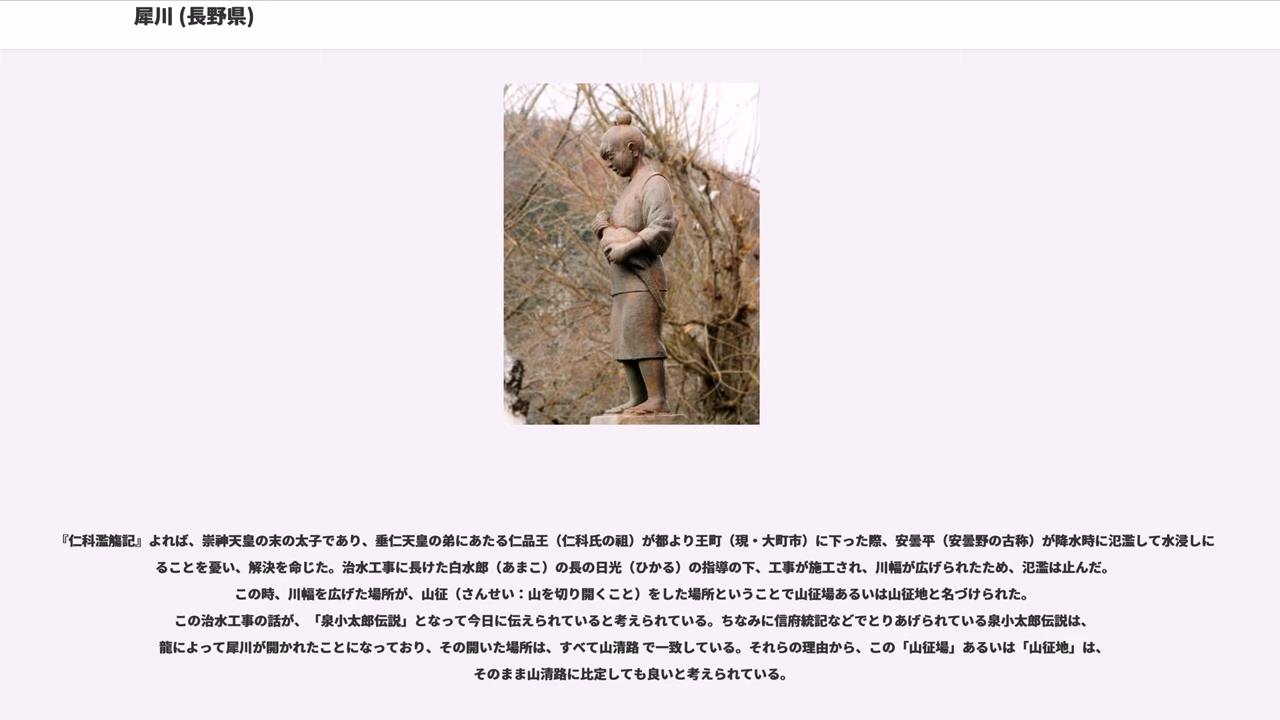 犀川 (長野県)
『仁科濫觴記』よれば、崇神天皇の末の太子であり、垂仁天皇の弟にあたる仁品王（仁科氏の祖）が都より王町（現・大町市）に下った際、安曇平（安曇野の古称）が降水時に氾濫して水浸しに
ることを憂い、解決を命じた。治水工事に長けた白水郎（あまこ）の長の日光（ひかる）の指導の下、工事が施工され、川幅が広げられたため、氾濫は止んだ。
この時、川幅を広げた場所が、山征（さんせい：山を切り開くこと）をした場所ということで山征場あるいは山征地と名づけられた。
この治水工事の話が、「泉小太郎伝説」となって今日に伝えられていると考えられている。ちなみに信府統記などでとりあげられている泉小太郎伝説は、
龍によって犀川が開かれたことになっており、その開いた場所は、すべて山清路 で一致している。それらの理由から、この「山征場」あるいは「山征地」は、
そのまま山清路に比定しても良いと考えられている。